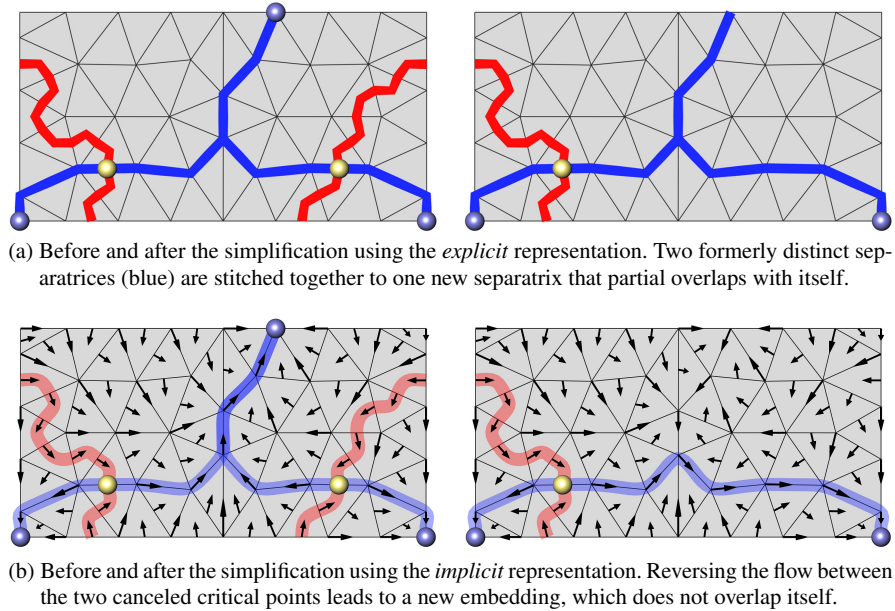 (a) Before and after the simplification using the explicit representation. Two formerly distinct sep-
aratrices (blue) are stitched together to one new separatrix that partial overlaps with itself.
(b) Before and after the simplification using the implicit representation. Reversing the flow between
the two canceled critical points leads to a new embedding, which does not overlap itself.